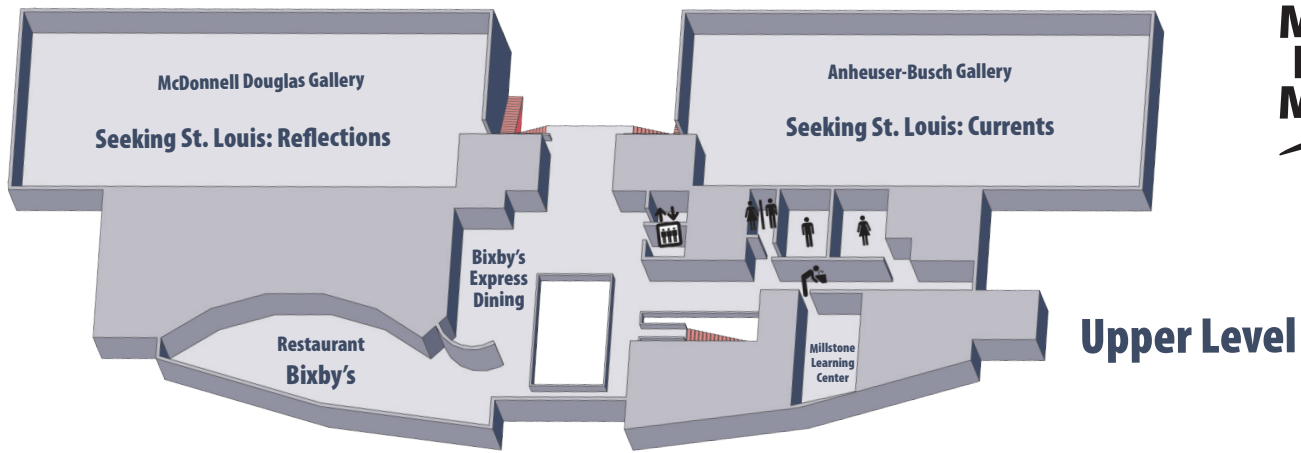 McDonnell Douglas Gallery
Seeking St. Louis: Reflections
Anheuser-Busch Gallery
Seeking St. Louis: Currents
Bixby’s
Express
Dining
Restaurant
Bixby’s
Millstone
Learning
Center
Upper Level
M
M